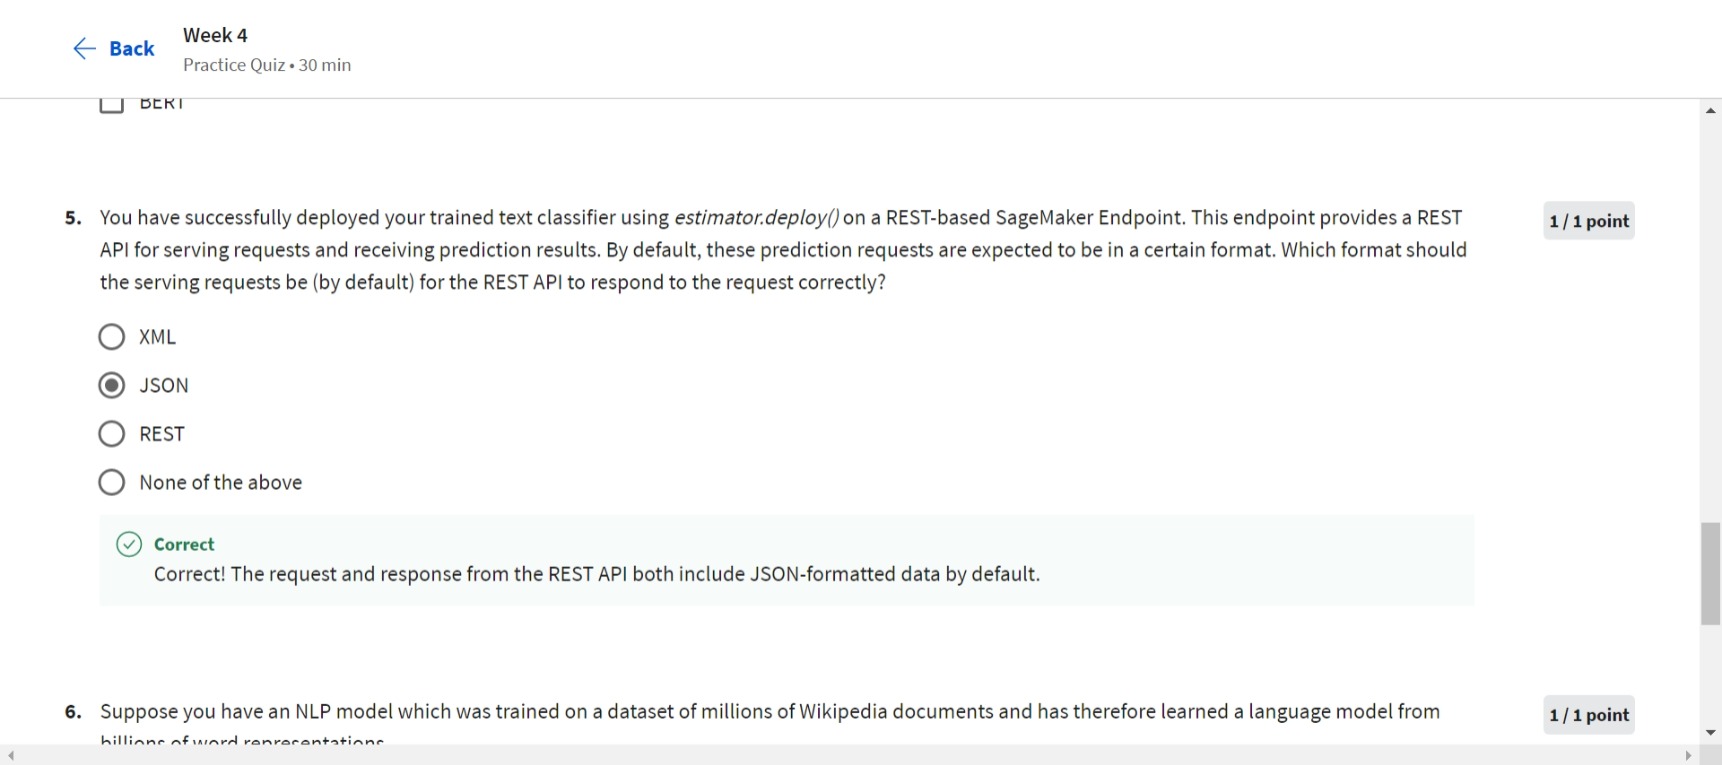 Back
Week 4
Practice Quiz • 30 min
BERT
5. You have successfully deployed your trained text classifier using estimator.deploy() on a REST-based SageMaker Endpoint. This endpoint provides a REST
API for serving requests and receiving prediction results. By default, these prediction requests are expected to be in a certain format. Which format should
the serving requests be (by default) for the REST API to respond to the request correctly?
1 / 1 point
XML
JSON
REST
None of the above
Correct
Correct! The request and response from the REST API both include JSON-formatted data by default.
6. Suppose you have an NLP model which was trained on a dataset of millions of Wikipedia documents and has therefore learned a language model from
billions of word representations
1 / 1 point